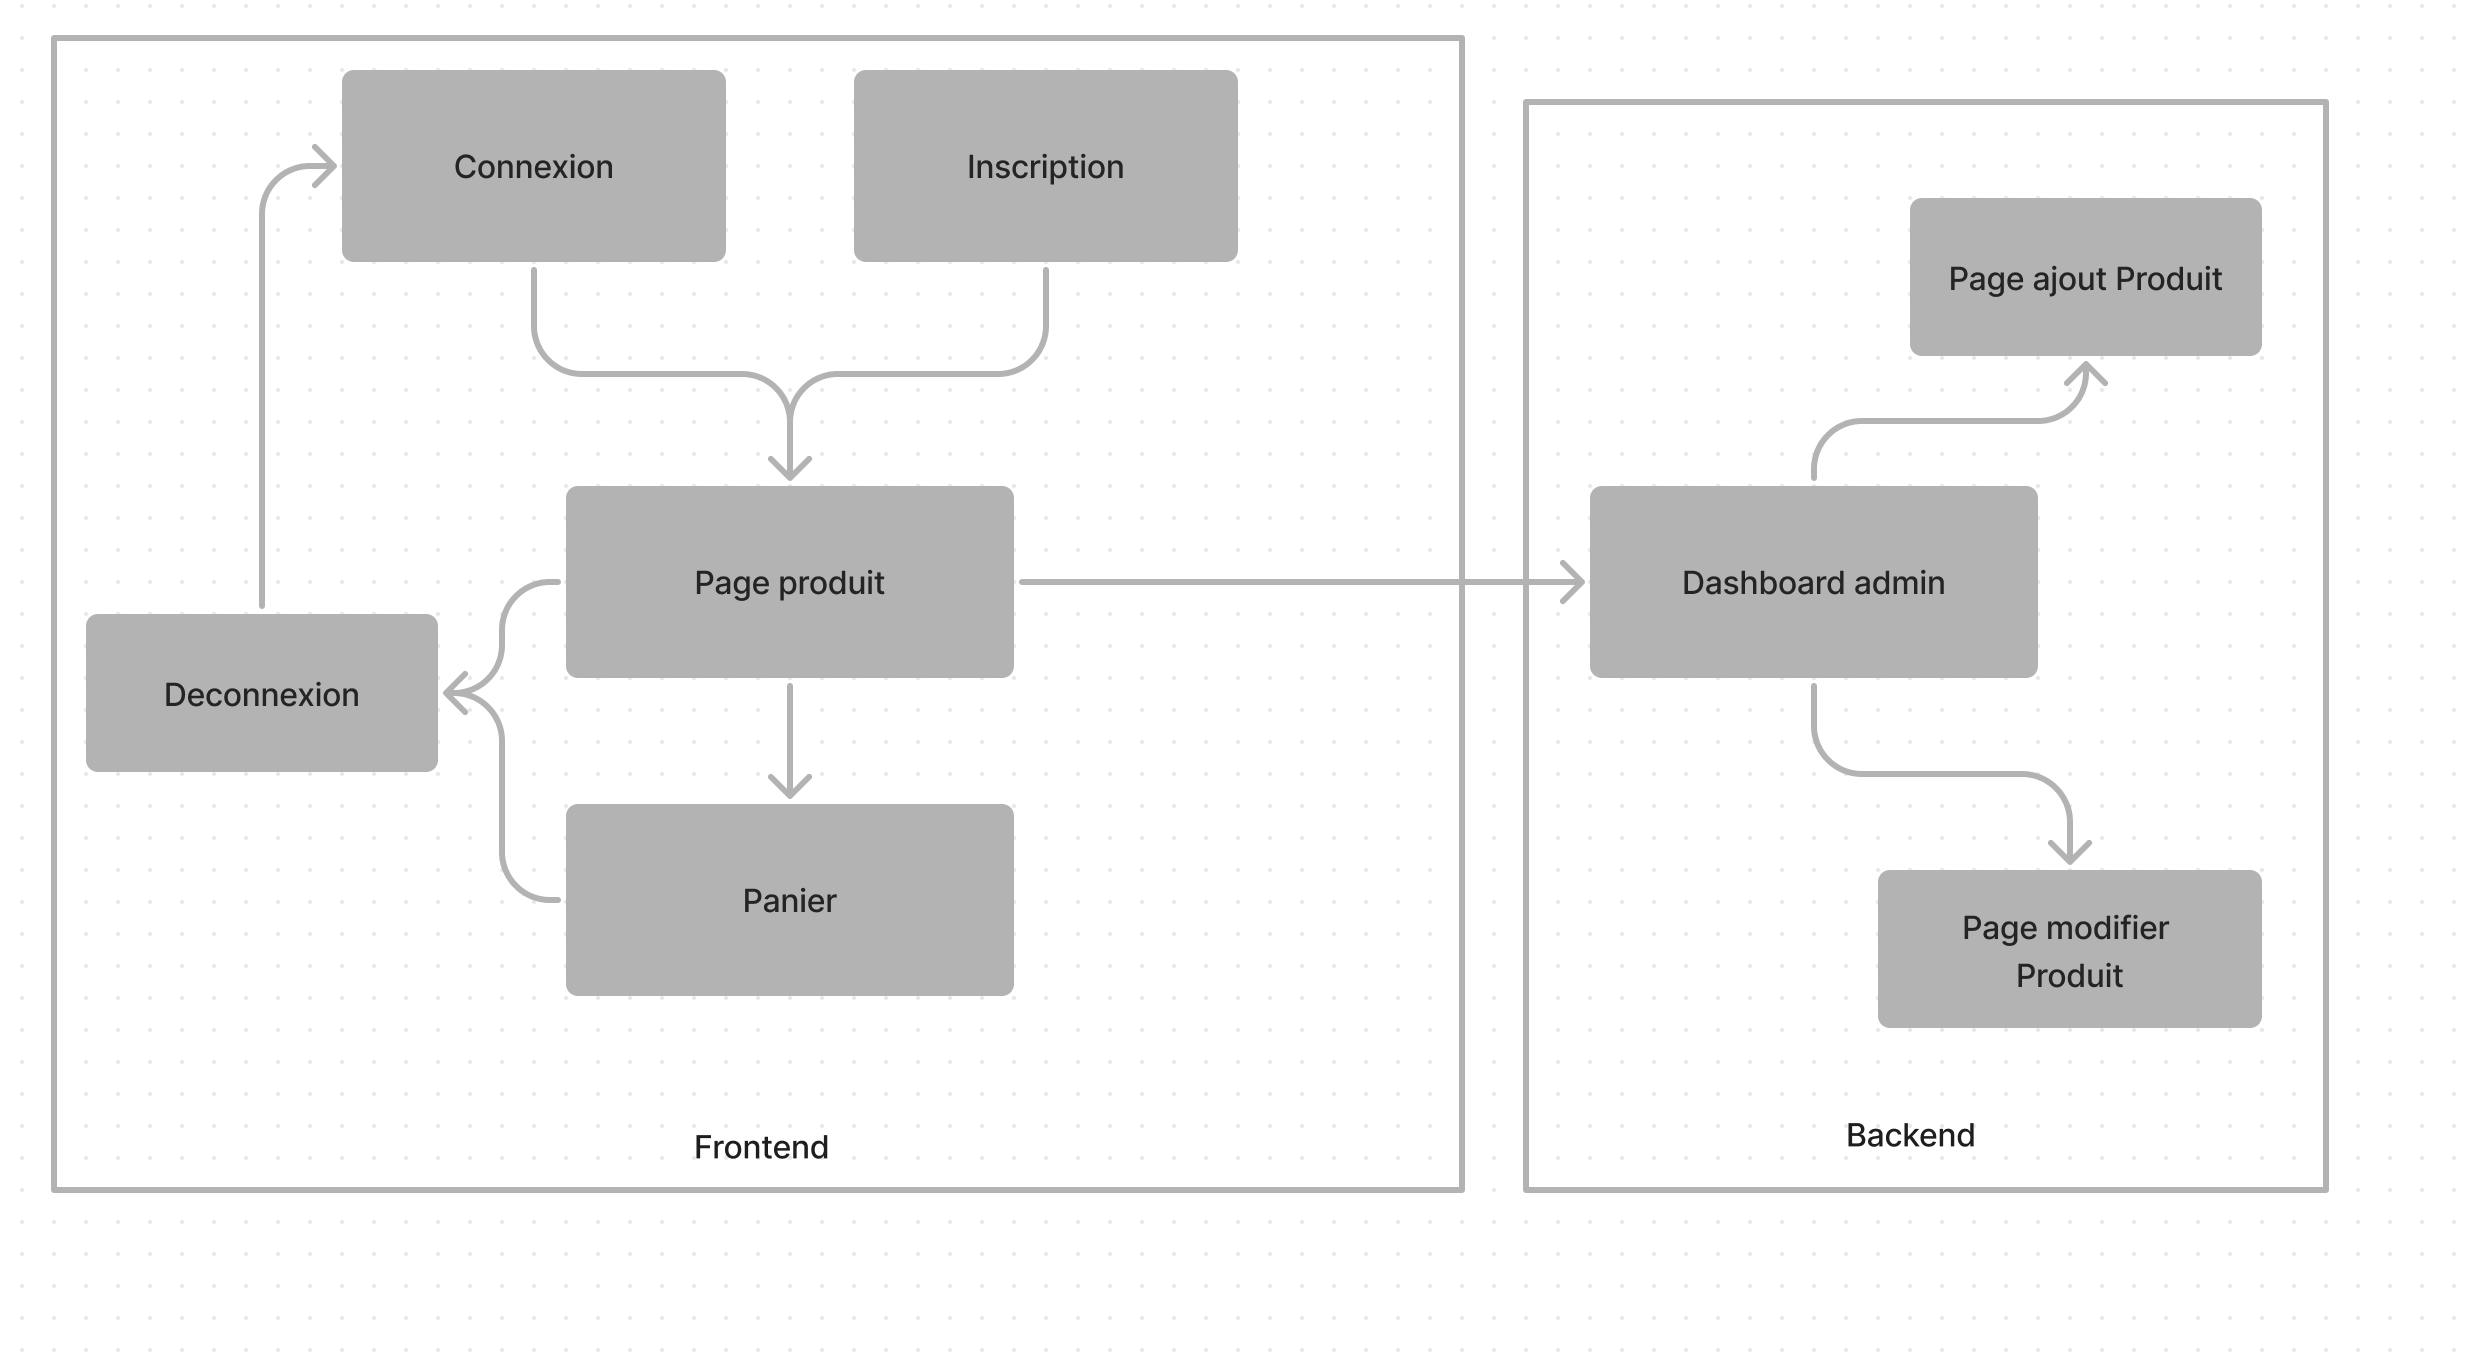 Connexion
Inscription
Page produit
Deconnexion
Panier
Frontend
Page ajout Produit
Dashboard admin
Page modifier
Produit
Backend